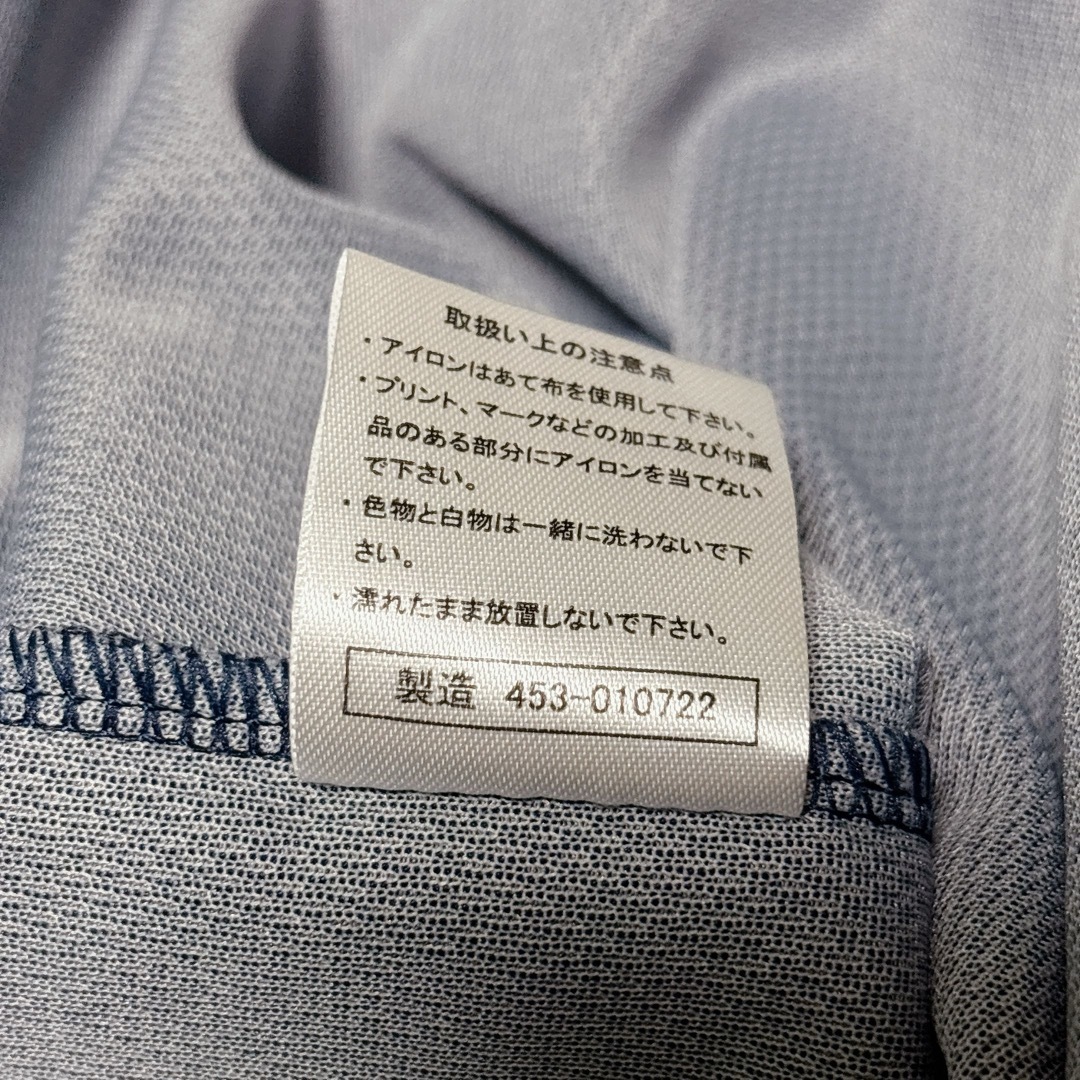 取扱い上の注意点
・アイロンはあて布を使用して下さい。
・プリント、マークなどの加工及び付属
品のある部分にアイロンを当てない
で下さい。
・色物と白物は一緒に洗わないで下
さい。
・濡れたまま放置しないで下さい。
製造 453-010722